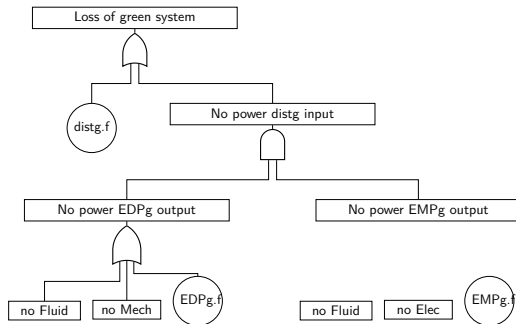 Loss of green system
distg.f
No power distg input
No power EDPg output
No power EMPg output
no Fluid
no Mech
EDPg.f
no Fluid
no Elec
EMPg.f